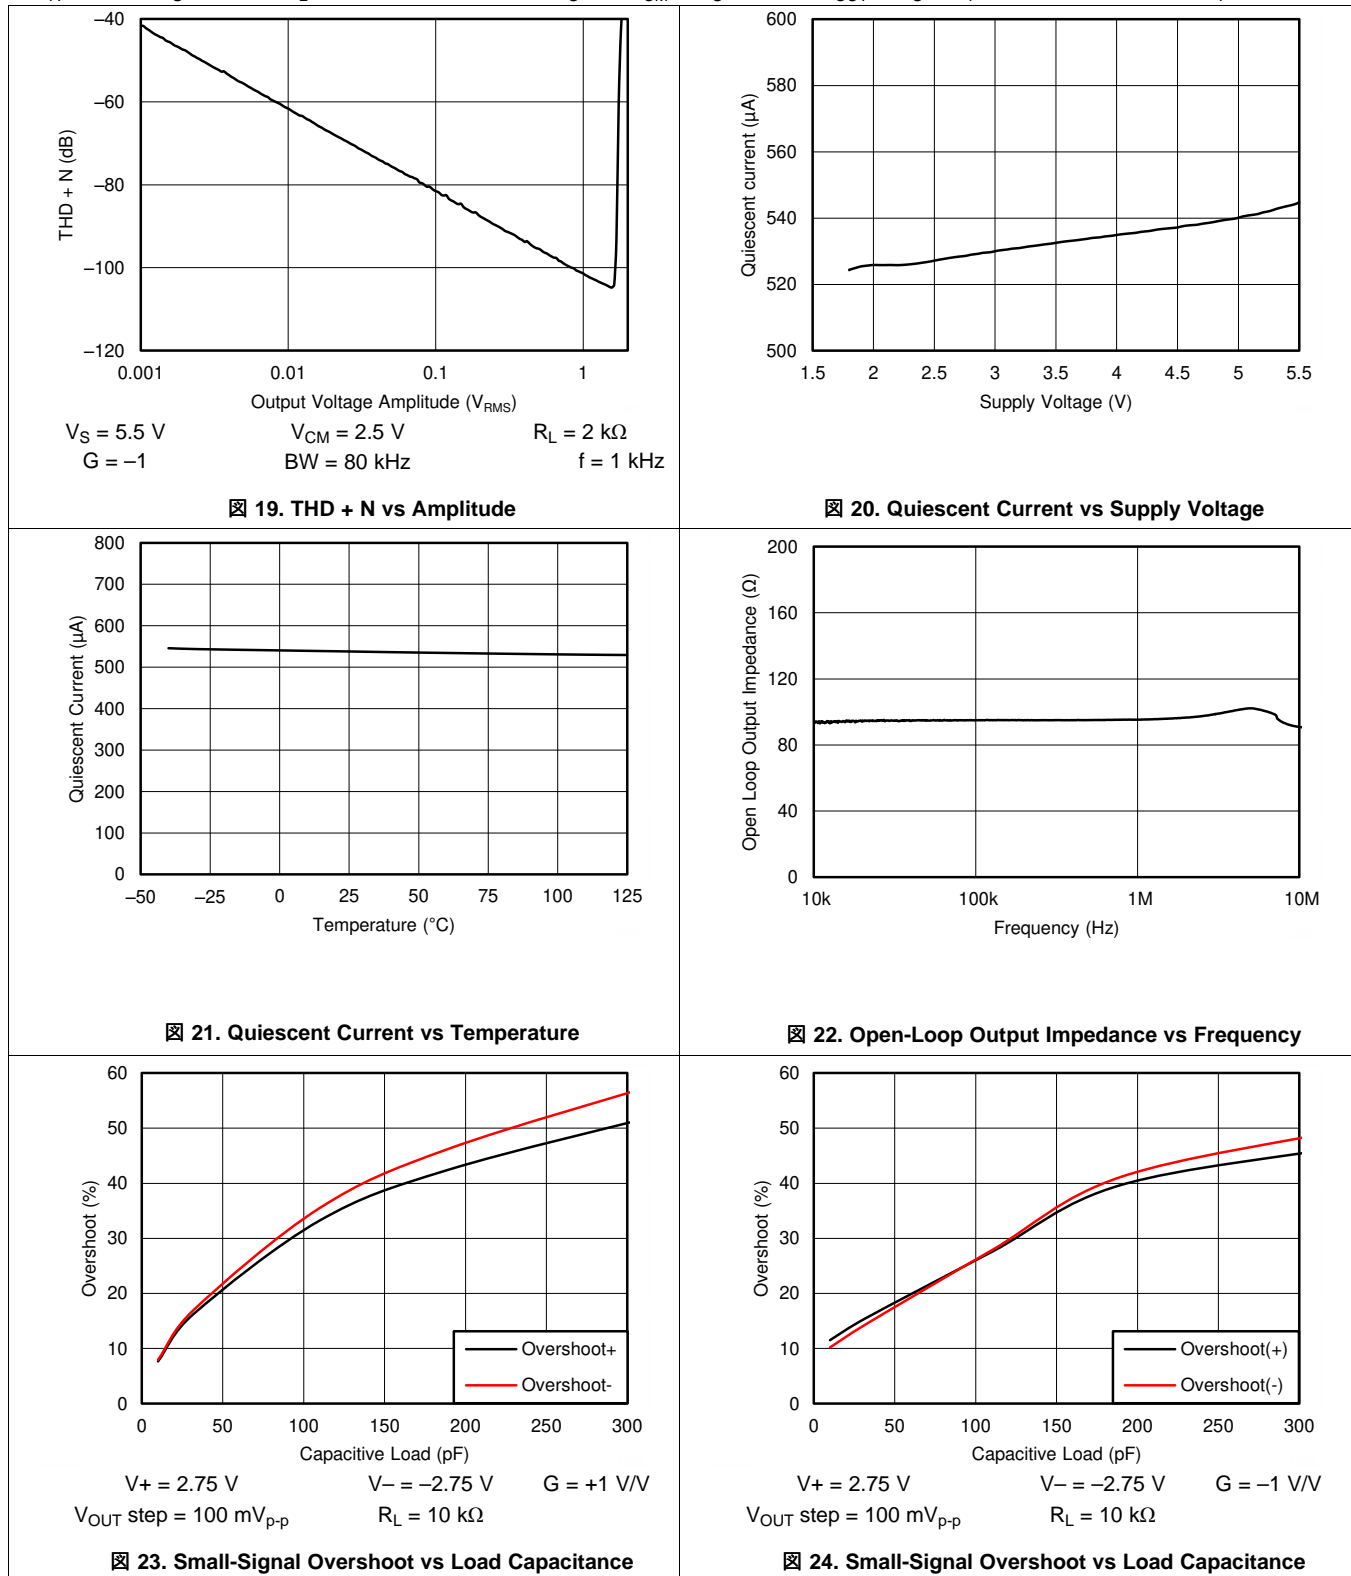 –40
–60
–80
–100
–120
THD + N (dB)
0.001
0.01
0.1
1
Output Voltage Amplitude (VRMS)
VS = 5.5 V
VCM = 2.5 V
RL = 2 kΩ
G = –1
BW = 80 kHz
f = 1 kHz
図 19. THD + N vs Amplitude
600
580
560
540
520
500
Quiescent current (µA)
1.5
2
2.5
3
3.5
4
4.5
5
5.5
Supply Voltage (V)
図 20. Quiescent Current vs Supply Voltage
800
700
600
500
400
300
200
100
0
Quiescent Current (µA)
–50
–25
0
25
50
75
100
125
Temperature (°C)
図 21. Quiescent Current vs Temperature
200
160
120
80
40
0
Open Loop Output Impedance (Ω)
10k
100k
1M
10M
Frequency (Hz)
図 22. Open-Loop Output Impedance vs Frequency
60
50
40
30
20
10
0
Overshoot (%)
Overshoot+
Overshoot-
0
50
100
150
200
250
300
Capacitive Load (pF)
V+ = 2.75 V
V– = –2.75 V
G = +1 V/V
VOUT step = 100 mVp-p
RL = 10 kΩ
図 23. Small-Signal Overshoot vs Load Capacitance
60
50
40
30
20
10
0
Overshoot (%)
Overshoot(+)
Overshoot(-)
0
50
100
150
200
250
300
Capacitive Load (pF)
V+ = 2.75 V
V– = –2.75 V
G = –1 V/V
VOUT step = 100 mVp-p
RL = 10 kΩ
図 24. Small-Signal Overshoot vs Load Capacitance